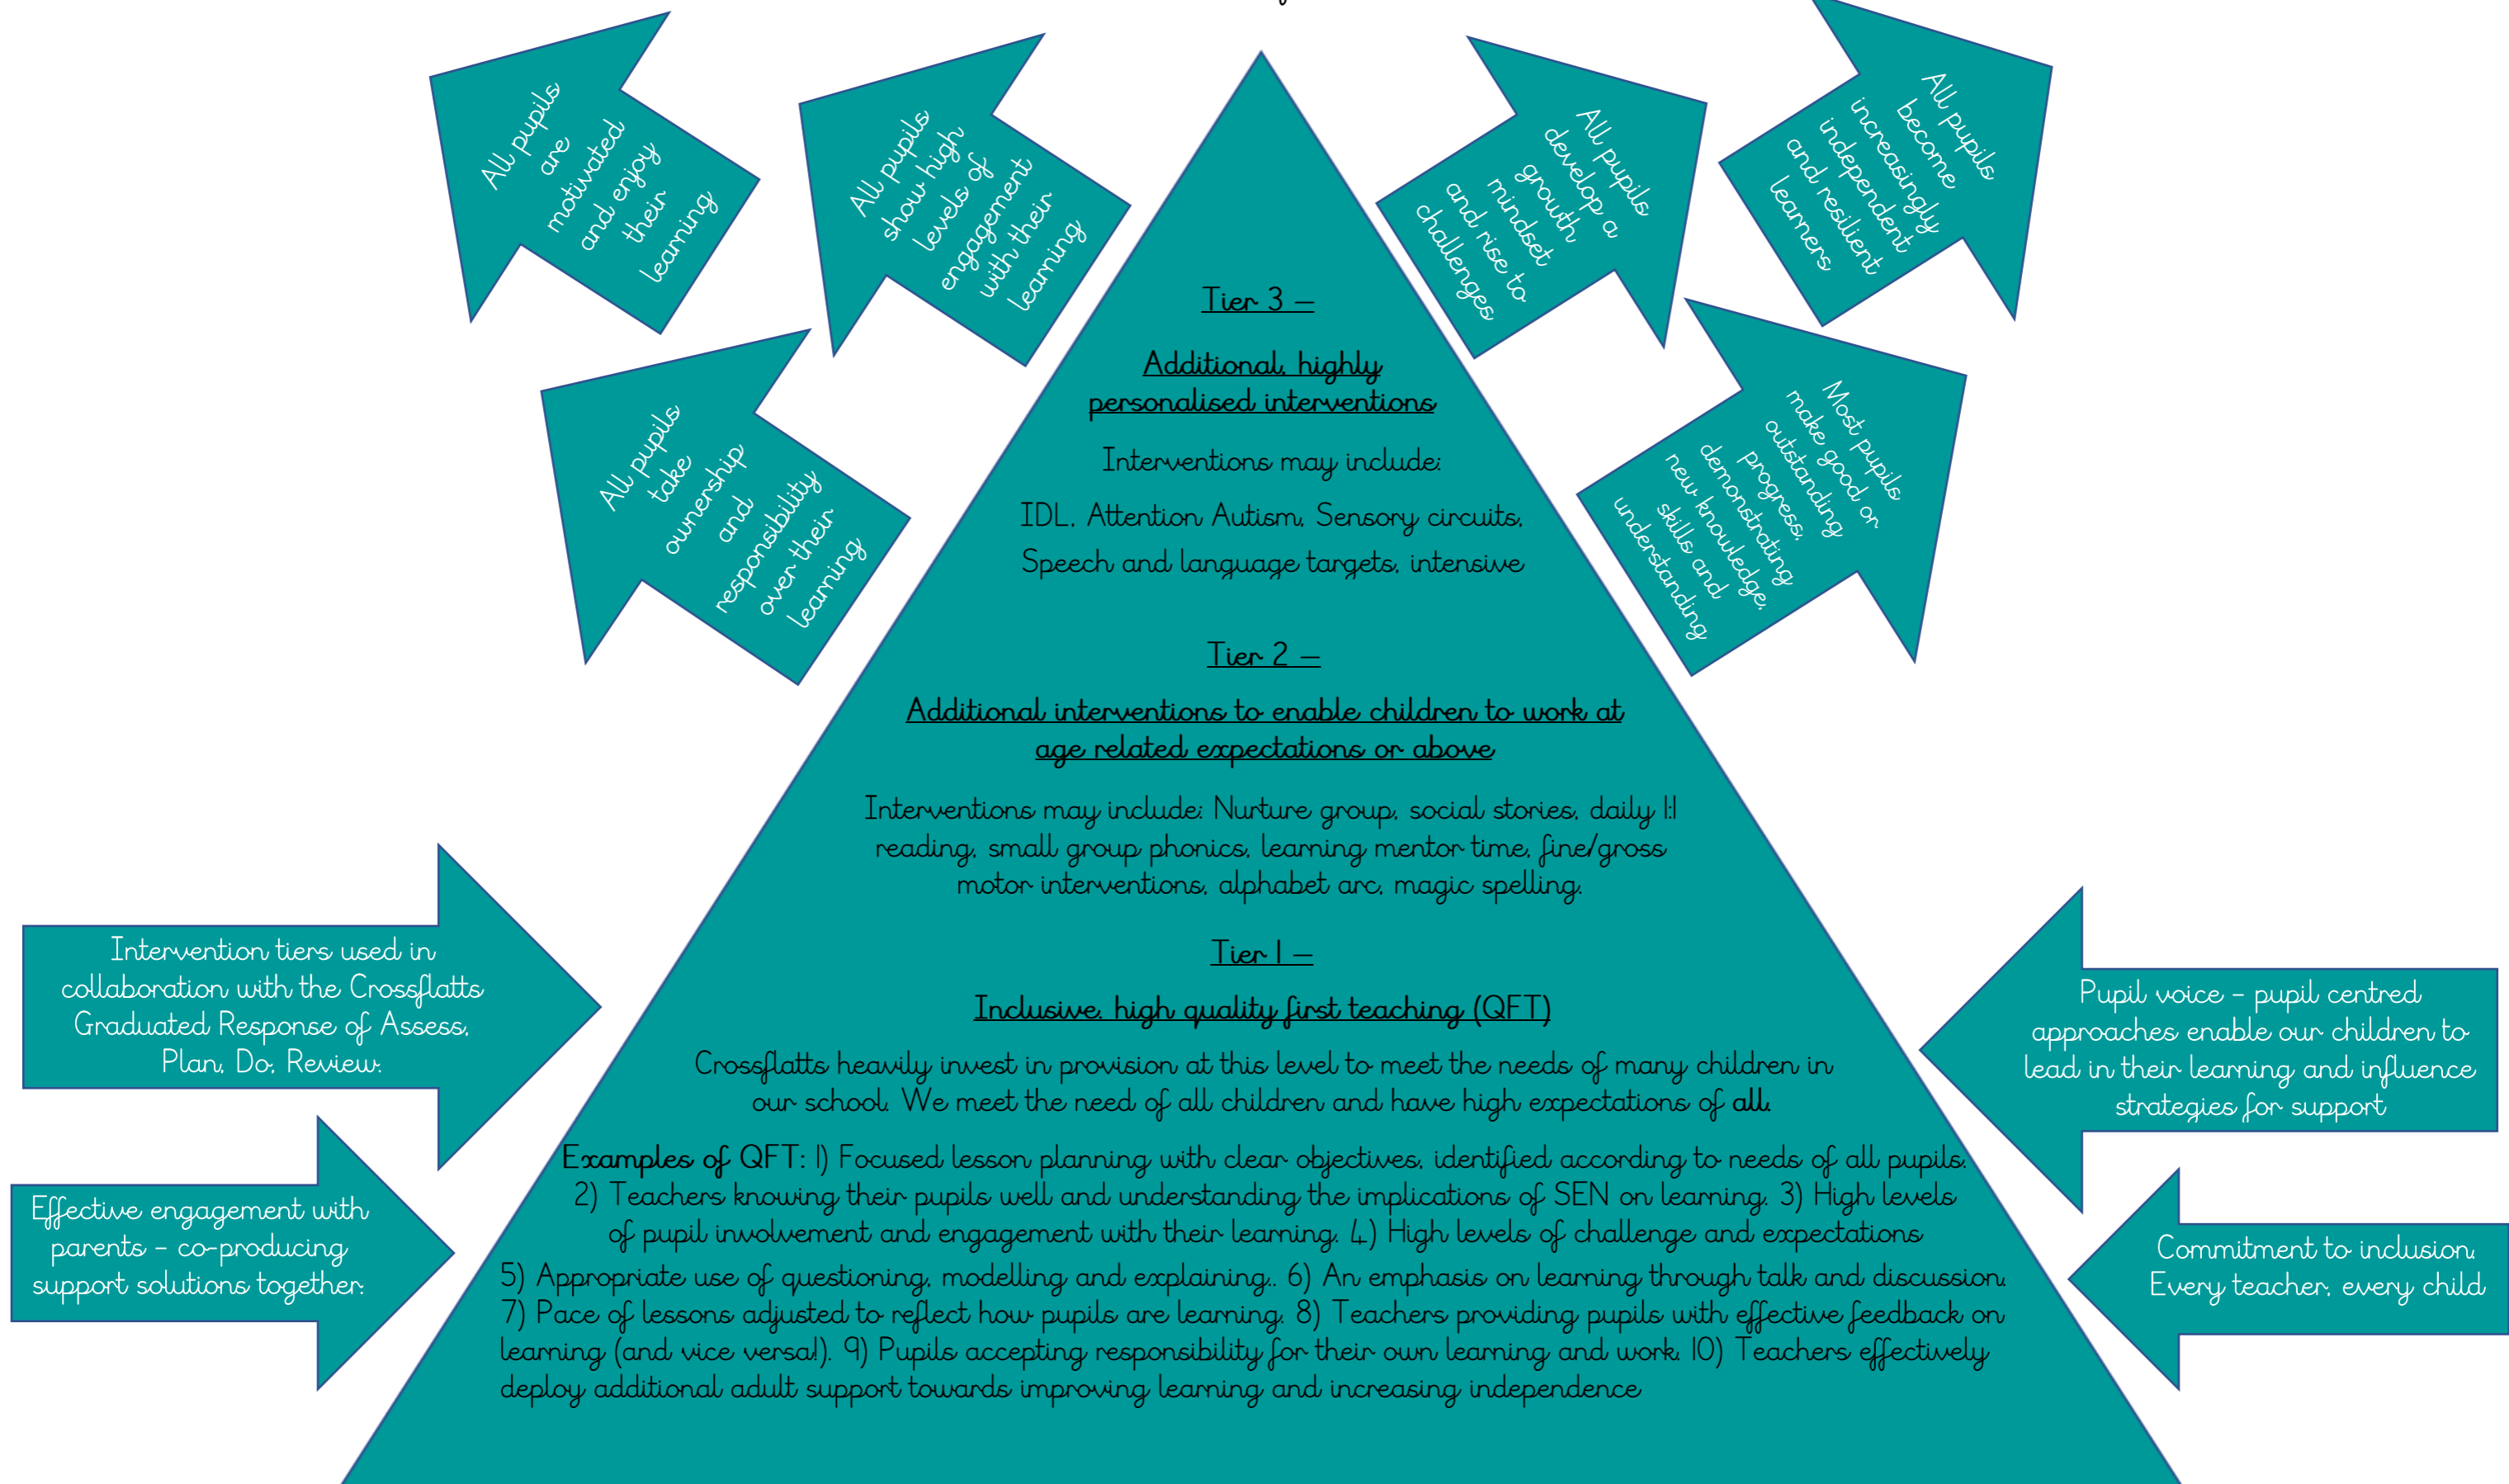 All pupils
are
motivated
and enjoy
their
learning
All pupils
show high
levels of
engagement
with their
learning
All pupils
develop a
growth
mindset
and rise to
challenges
All pupils
become
increasingly
independent
and resilient
learners
All pupils
take
ownership
and
responsibility
over their
learning
Most pupils
make good or
outstanding
progress,
demonstrating
new knowledge,
skills and
understanding
Tier 3 –
Additional, highly
personalised interventions
Interventions may include:
IDL, Attention Autism, Sensory circuits,
Speech and language targets, intensive
Tier 2 –
Additional interventions to enable children to work at
age related expectations or above
Interventions may include: Nurture group, social stories, daily 1:1
reading, small group phonics, learning mentor time, fine/gross
motor interventions, alphabet arc, magic spelling.
Tier 1 –
Inclusive, high quality first teaching (QFT)
Crossflatts heavily invest in provision at this level to meet the needs of many children in
our school. We meet the need of all children and have high expectations of all.
Examples of QFT: 1) Focused lesson planning with clear objectives, identified according to needs of all pupils.
2) Teachers knowing their pupils well and understanding the implications of SEN on learning. 3) High levels
of pupil involvement and engagement with their learning. 4) High levels of challenge and expectations
5) Appropriate use of questioning, modelling and explaining.. 6) An emphasis on learning through talk and discussion.
7) Pace of lessons adjusted to reflect how pupils are learning. 8) Teachers providing pupils with effective feedback on
learning (and vice versa!). 9) Pupils accepting responsibility for their own learning and work. 10) Teachers effectively
deploy additional adult support towards improving learning and increasing independence
Intervention tiers used in
collaboration with the Crossflatts
Graduated Response of Assess,
Plan, Do, Review.
Effective engagement with
parents – co-producing
support solutions together.
Pupil voice – pupil centred
approaches enable our children to
lead in their learning and influence
strategies for support
Commitment to inclusion.
Every teacher, every child